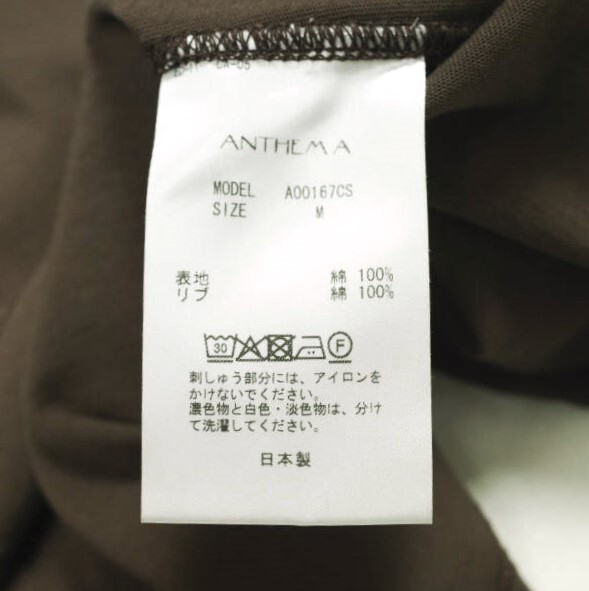 ANTHEM A
MODEL A00167CS
SIZE M
表地 綿 100%
リブ 綿 100%
30 F
刺しゅう部分には、アイロンを
かけないでください。
濃色物と白色・淡色物は、分け
て洗濯してください。
日本製